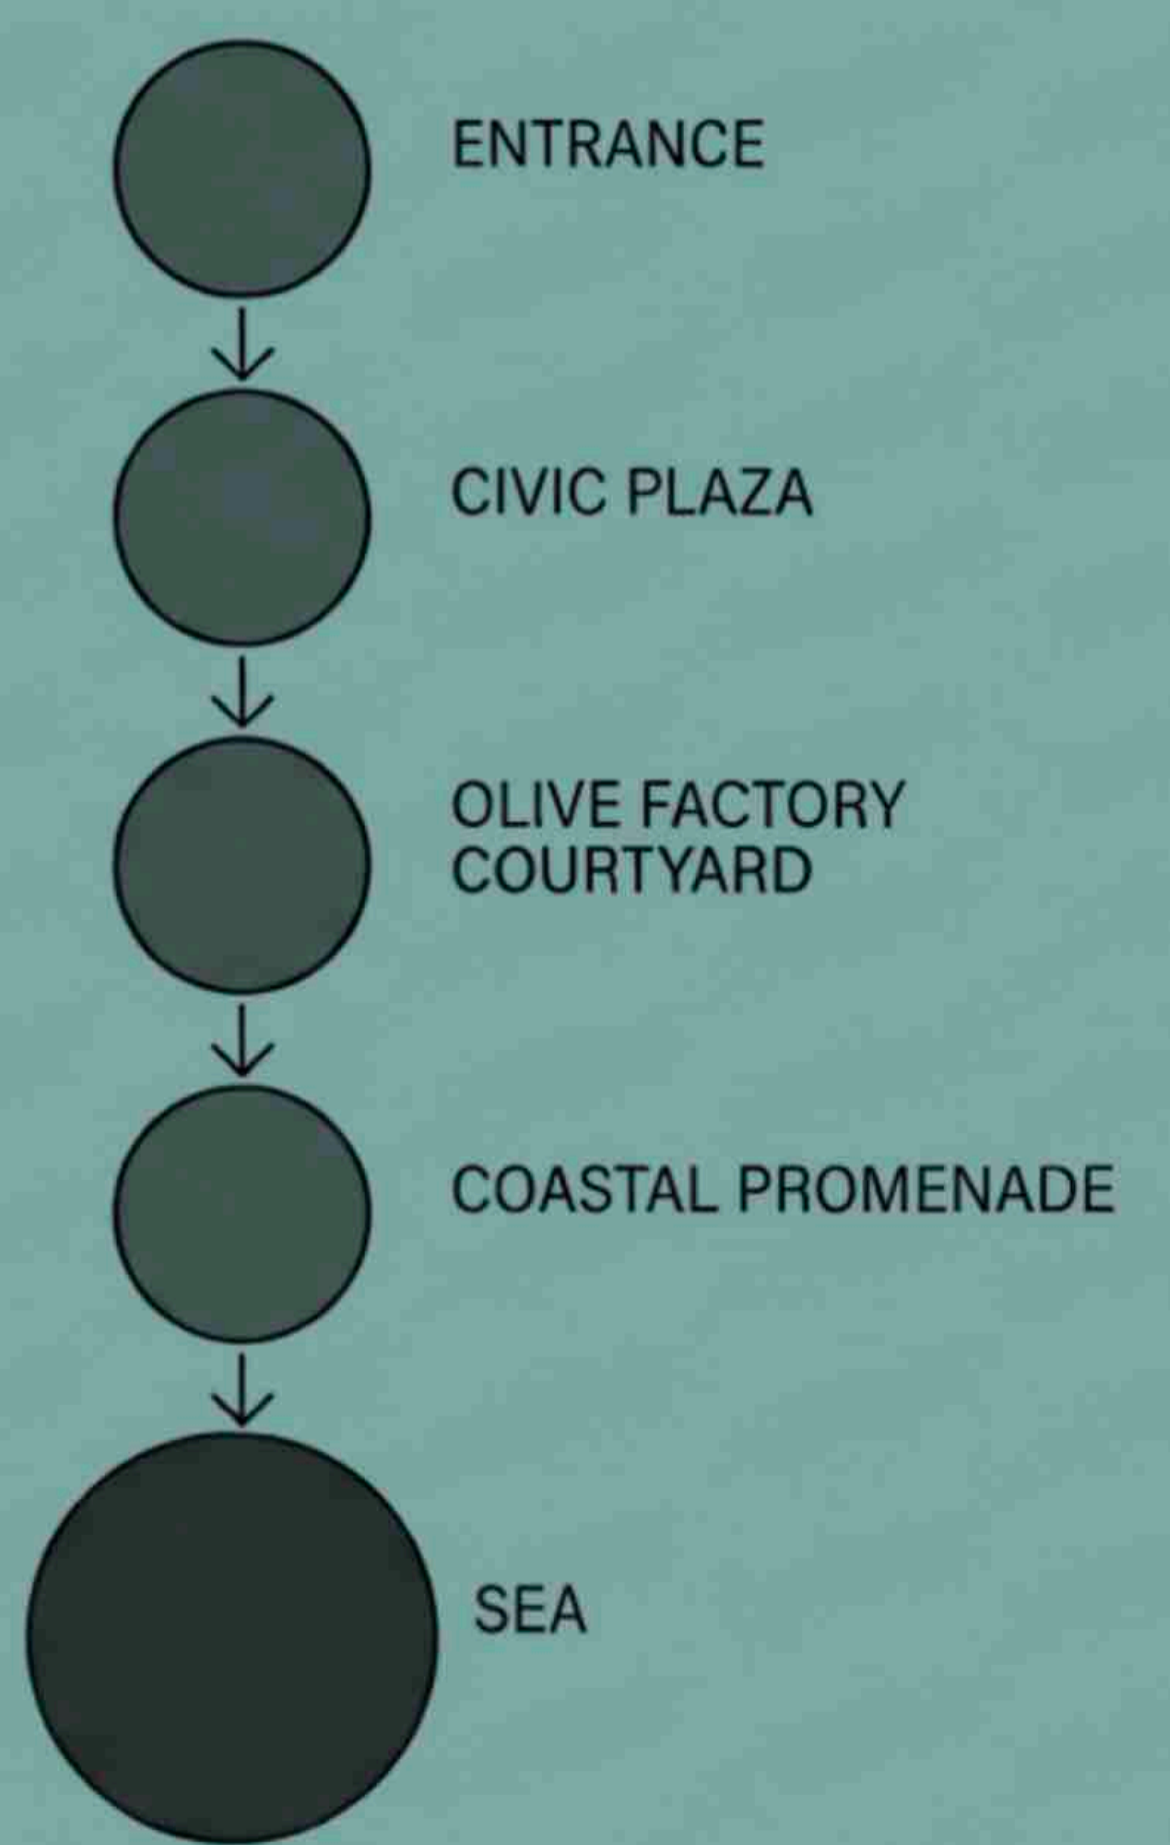 ENTRANCE
CIVIC PLAZA
OLIVE FACTORY
COURTYARD
COASTAL PROMENADE
SEA